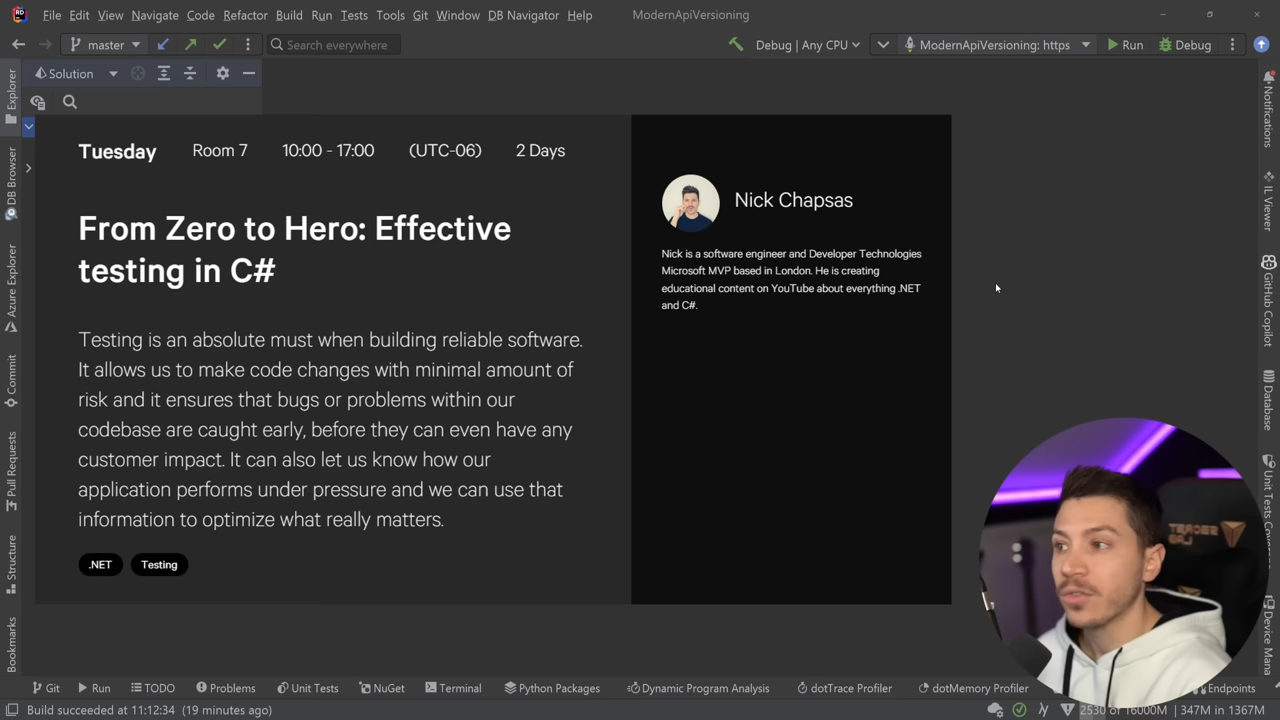 File Edit View Navigate Code Refactor Build Run Tests Tools Git Window DB Navigator Help ModernApiVersioning
master Search everywhere Debug | Any CPU ModernApiVersioning: https Run Debug
Solution
Explorer
DB Browser
Azure Explorer
Commit
Pull Requests
Structure
Bookmarks
Tuesday Room 7 10:00 - 17:00 (UTC-06) 2 Days
From Zero to Hero: Effective
testing in C#
Testing is an absolute must when building reliable software.
It allows us to make code changes with minimal amount of
risk and it ensures that bugs or problems within our
codebase are caught early, before they can even have any
customer impact. It can also let us know how our
application performs under pressure and we can use that
information to optimize what really matters.
.NET Testing
Nick Chapsas
Nick is a software engineer and Developer Technologies
Microsoft MVP based in London. He is creating
educational content on YouTube about everything .NET
and C#.
Notifications
IL Viewer
GitHub Copilot
Database
Unit Tests
Device Mana
Git Run TODO Problems Unit Tests NuGet Terminal Python Packages Dynamic Program Analysis dotTrace Profiler dotMemory Profiler Endpoints
Build succeeded at 11:12:34 (19 minutes ago) 2530 of 16000M 347M in 1367M